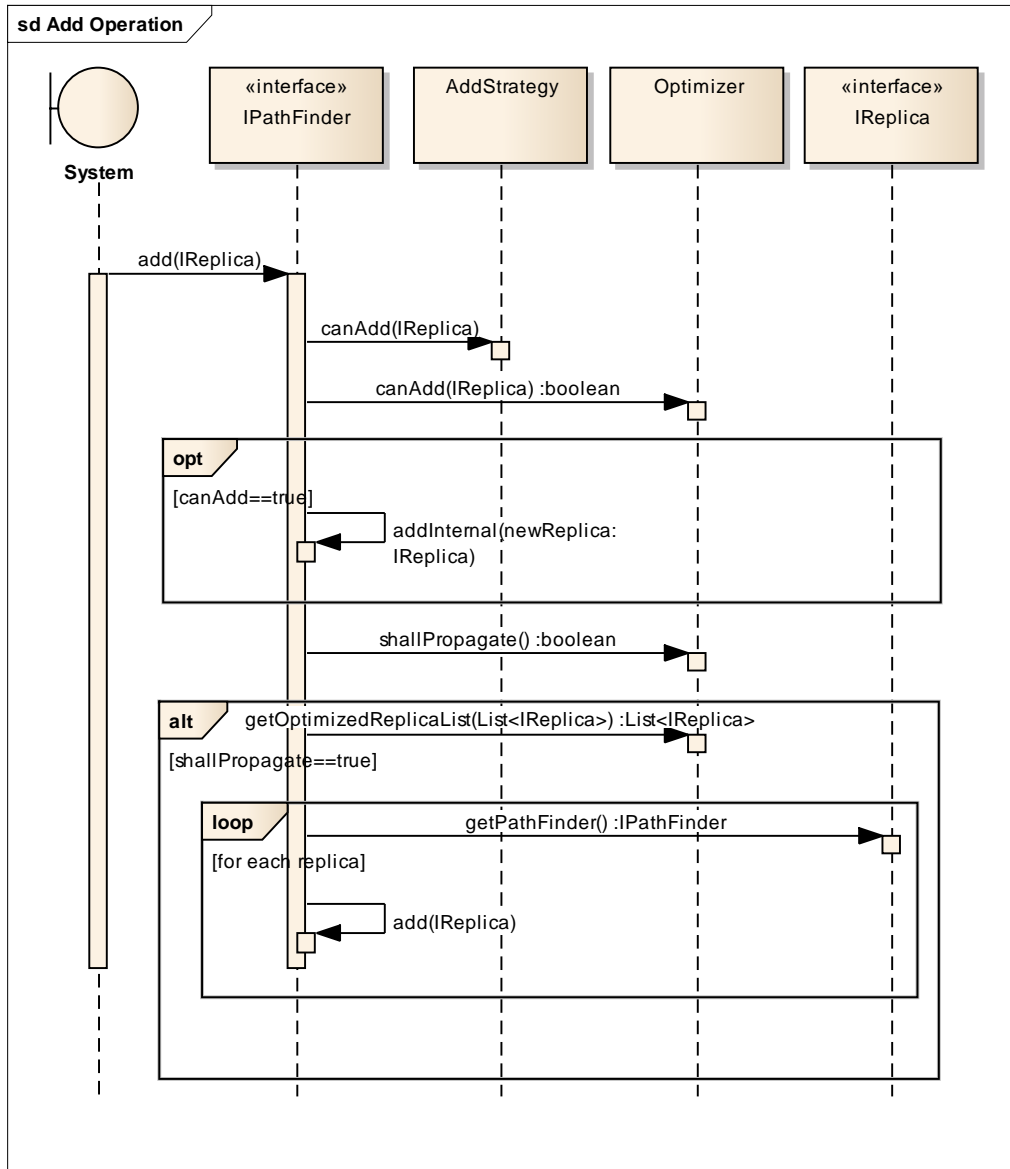 sd Add Operation
System
«interface»
IPathFinder
AddStrategy
Optimizer
«interface»
IReplica
add(IReplica)
canAdd(IReplica)
canAdd(IReplica) :boolean
opt
[canAdd==true]
addInternal(newReplica:
IReplica)
shallPropagate() :boolean
alt
getOptimizedReplicaList(List<IReplica>) :List<IReplica>
[shallPropagate==true]
loop
getPathFinder() :IPathFinder
[for each replica]
add(IReplica)